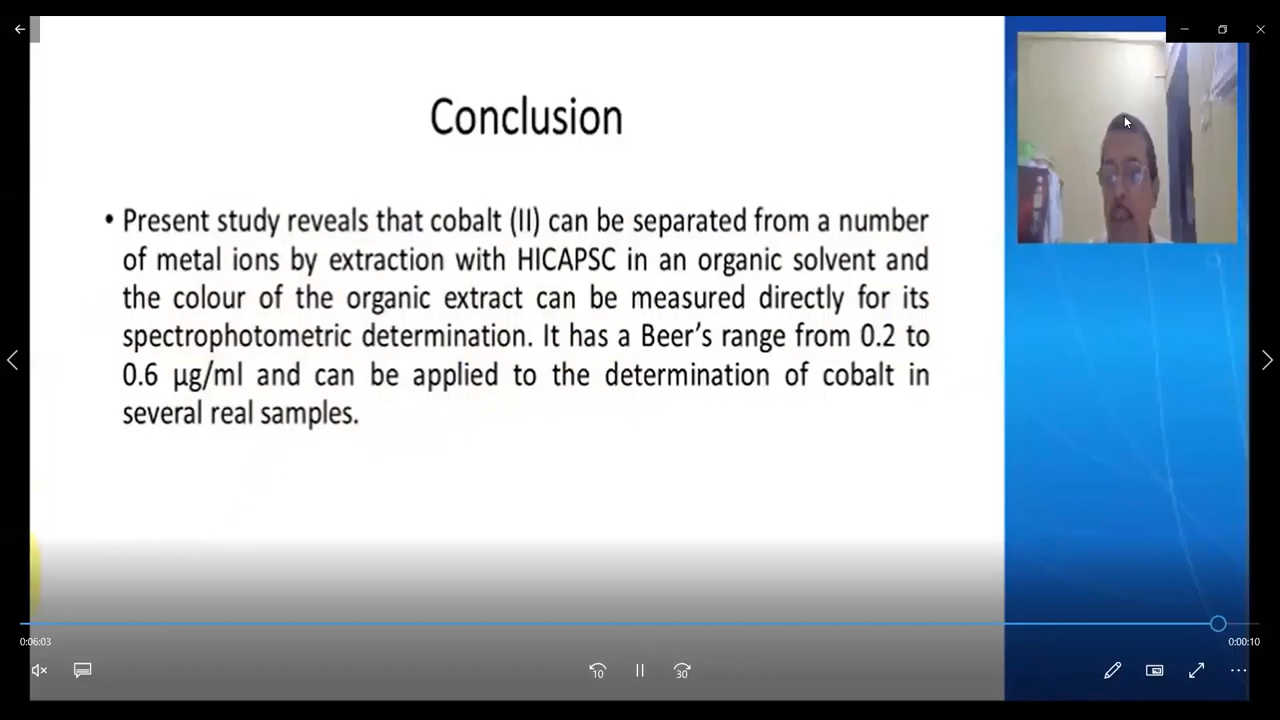 Conclusion
• Present study reveals that cobalt (II) can be separated from a number
of metal ions by extraction with HICAPSC in an organic solvent and
the colour of the organic extract can be measured directly for its
spectrophotometric determination. It has a Beer’s range from 0.2 to
0.6 µg/ml and can be applied to the determination of cobalt in
several real samples.
0:06:03
0:00:10
10
30